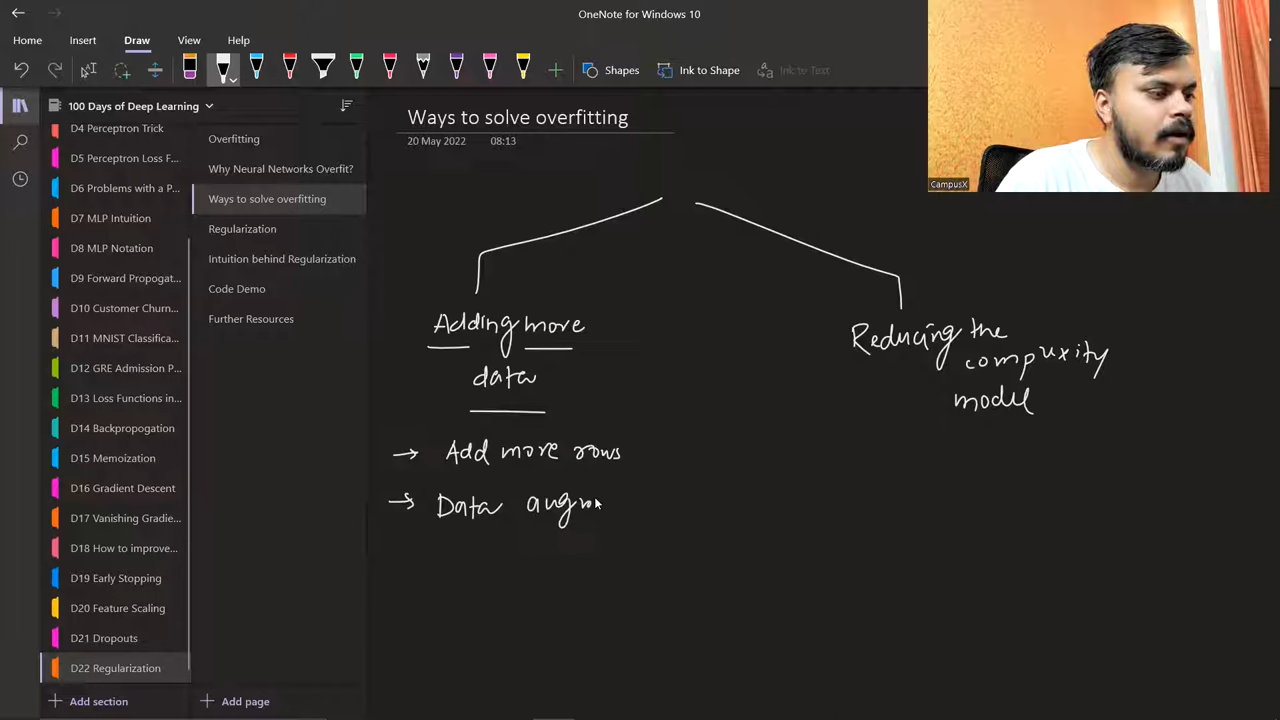 OneNote for Windows 10
Home
Insert
Draw
View
Help
Shapes
Ink to Shape
Ink to Text
100 Days of Deep Learning
D4 Perceptron Trick
D5 Perceptron Loss F...
D6 Problems with a P...
D7 MLP Intuition
D8 MLP Notation
D9 Forward Propogat...
D10 Customer Churn...
D11 MNIST Classifica...
D12 GRE Admission P...
D13 Loss Functions in...
D14 Backpropogation
D15 Memoization
D16 Gradient Descent
D17 Vanishing Gradie...
D18 How to improve...
D19 Early Stopping
D20 Feature Scaling
D21 Dropouts
D22 Regularization
Add section
Overfitting
Why Neural Networks Overfit?
Ways to solve overfitting
Regularization
Intuition behind Regularization
Code Demo
Further Resources
Add page
Ways to solve overfitting
20 May 2022 08:13
Adding more
data
→ Add more rows
→ Data augm
Reducing the
complexity
model
CampusX